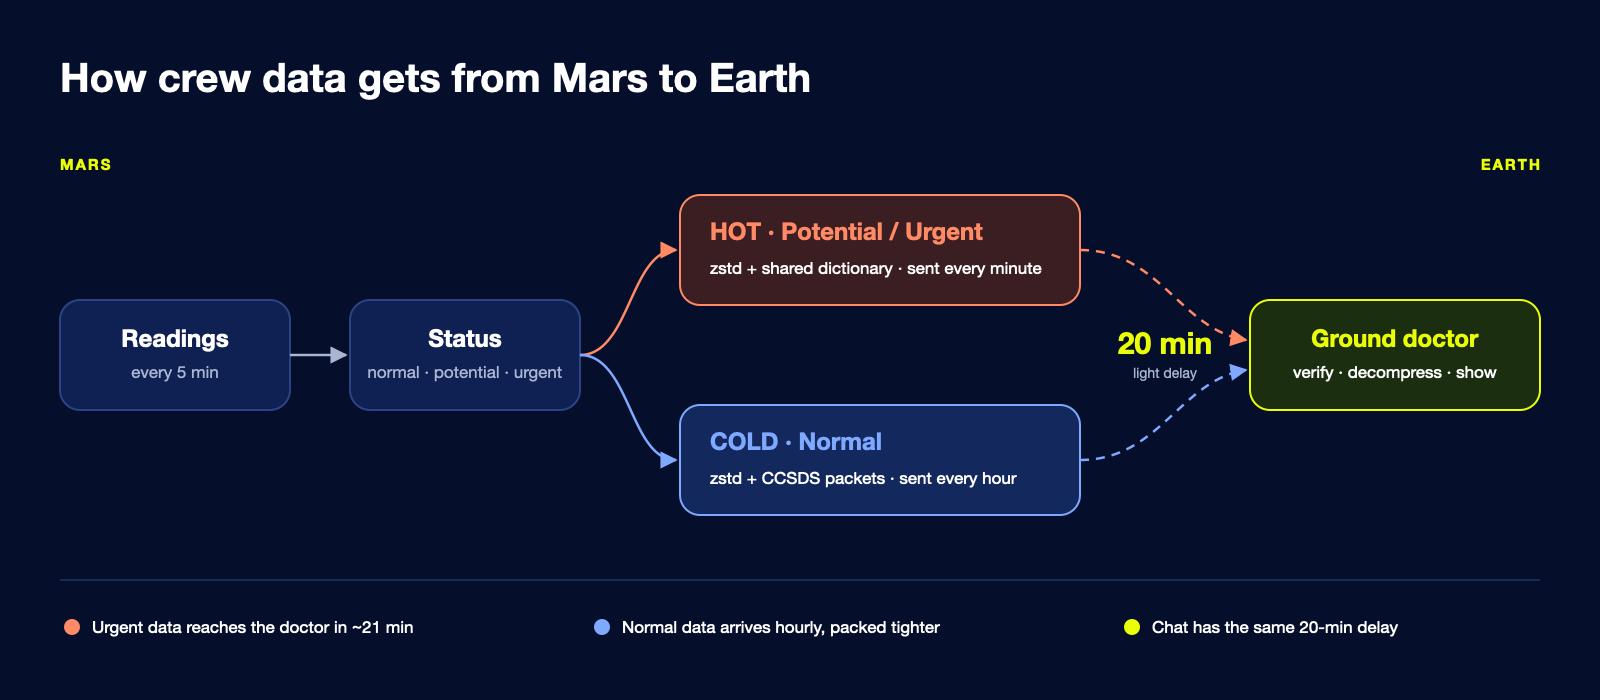 How crew data gets from Mars to Earth
MARS
EARTH
Readings
every 5 min
Status
normal · potential · urgent
HOT · Potential / Urgent
zstd + shared dictionary · sent every minute
COLD · Normal
zstd + CCSDS packets · sent every hour
20 min
light delay
Ground doctor
verify · decompress · show
Urgent data reaches the doctor in ~21 min
Normal data arrives hourly, packed tighter
Chat has the same 20-min delay